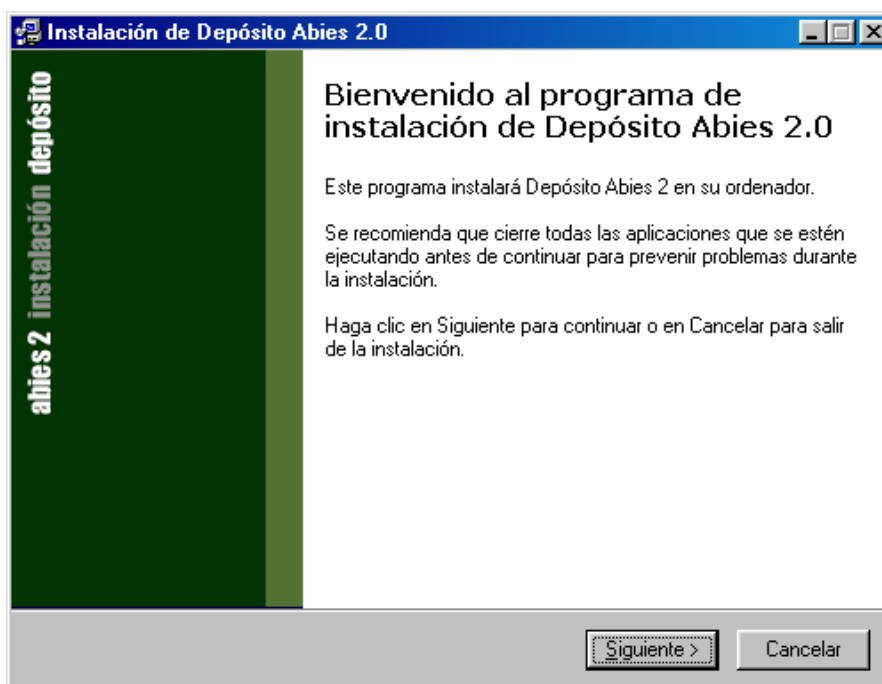 Instalación de Depósito Abies 2.0
abies 2 instalación depósito
Bienvenido al programa de
instalación de Depósito Abies 2.0
Este programa instalará Depósito Abies 2 en su ordenador.
Se recomienda que cierre todas las aplicaciones que se estén
ejecutando antes de continuar para prevenir problemas durante
la instalación.
Haga clic en Siguiente para continuar o en Cancelar para salir
de la instalación.
Siguiente >
Cancelar